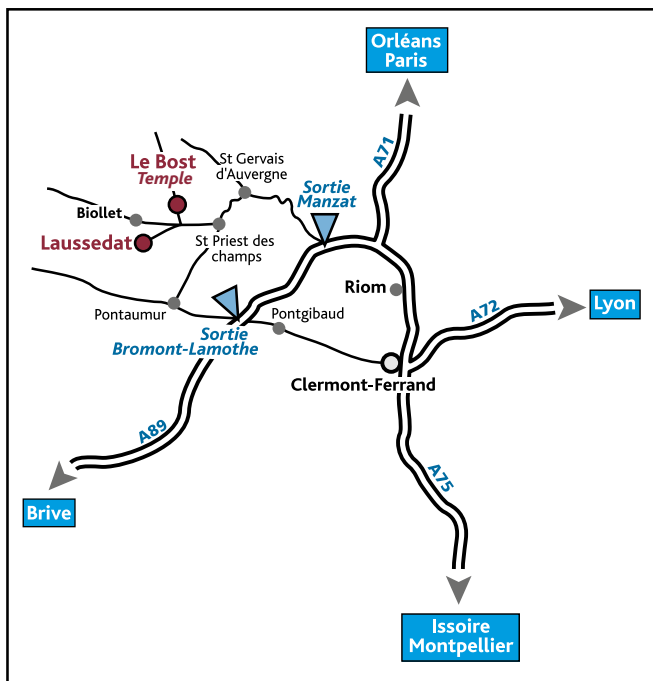 Orléans
Paris
A71
Le Bost
Temple
St Gervais
d'Auvergne
Sortie
Manzat
Biollet
Laussedat
St Priest des
champs
Riom
A72
Lyon
Pontaumur
Pontgibaud
Sortie
Bromont-Lamothe
Clermont-Ferrand
A89
A75
Brive
Issoire
Montpellier